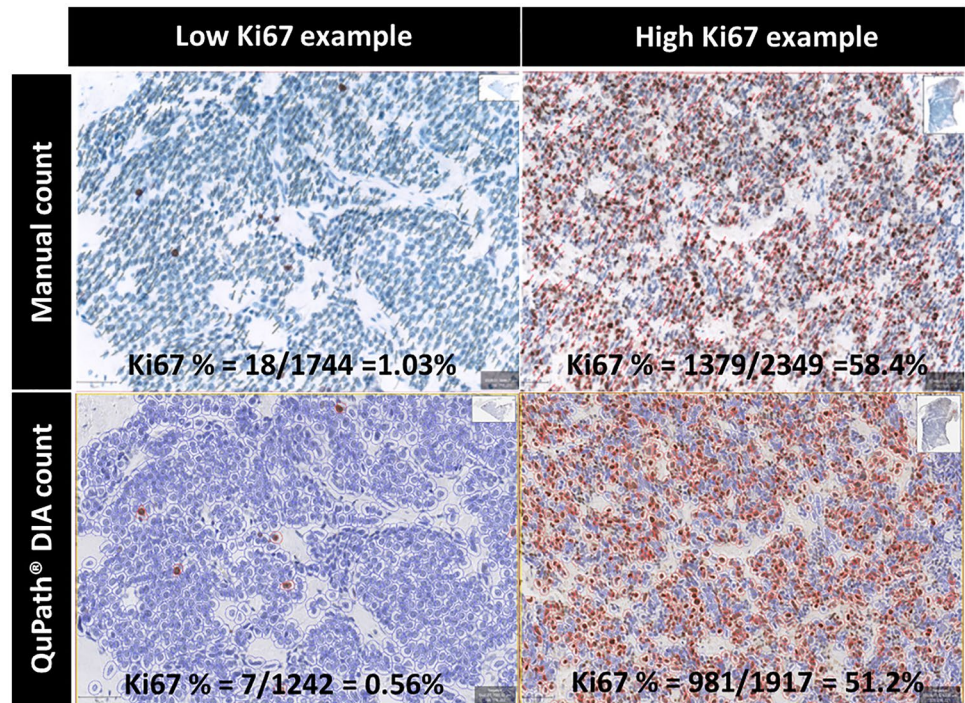 Low Ki67 example
High Ki67 example
Manual count
Ki67 % = 18/1744 =1.03%
Ki67 % = 1379/2349 =58.4%
QuPath® DIA count
Ki67 % = 7/1242 = 0.56%
Ki67 % = 981/1917 = 51.2%